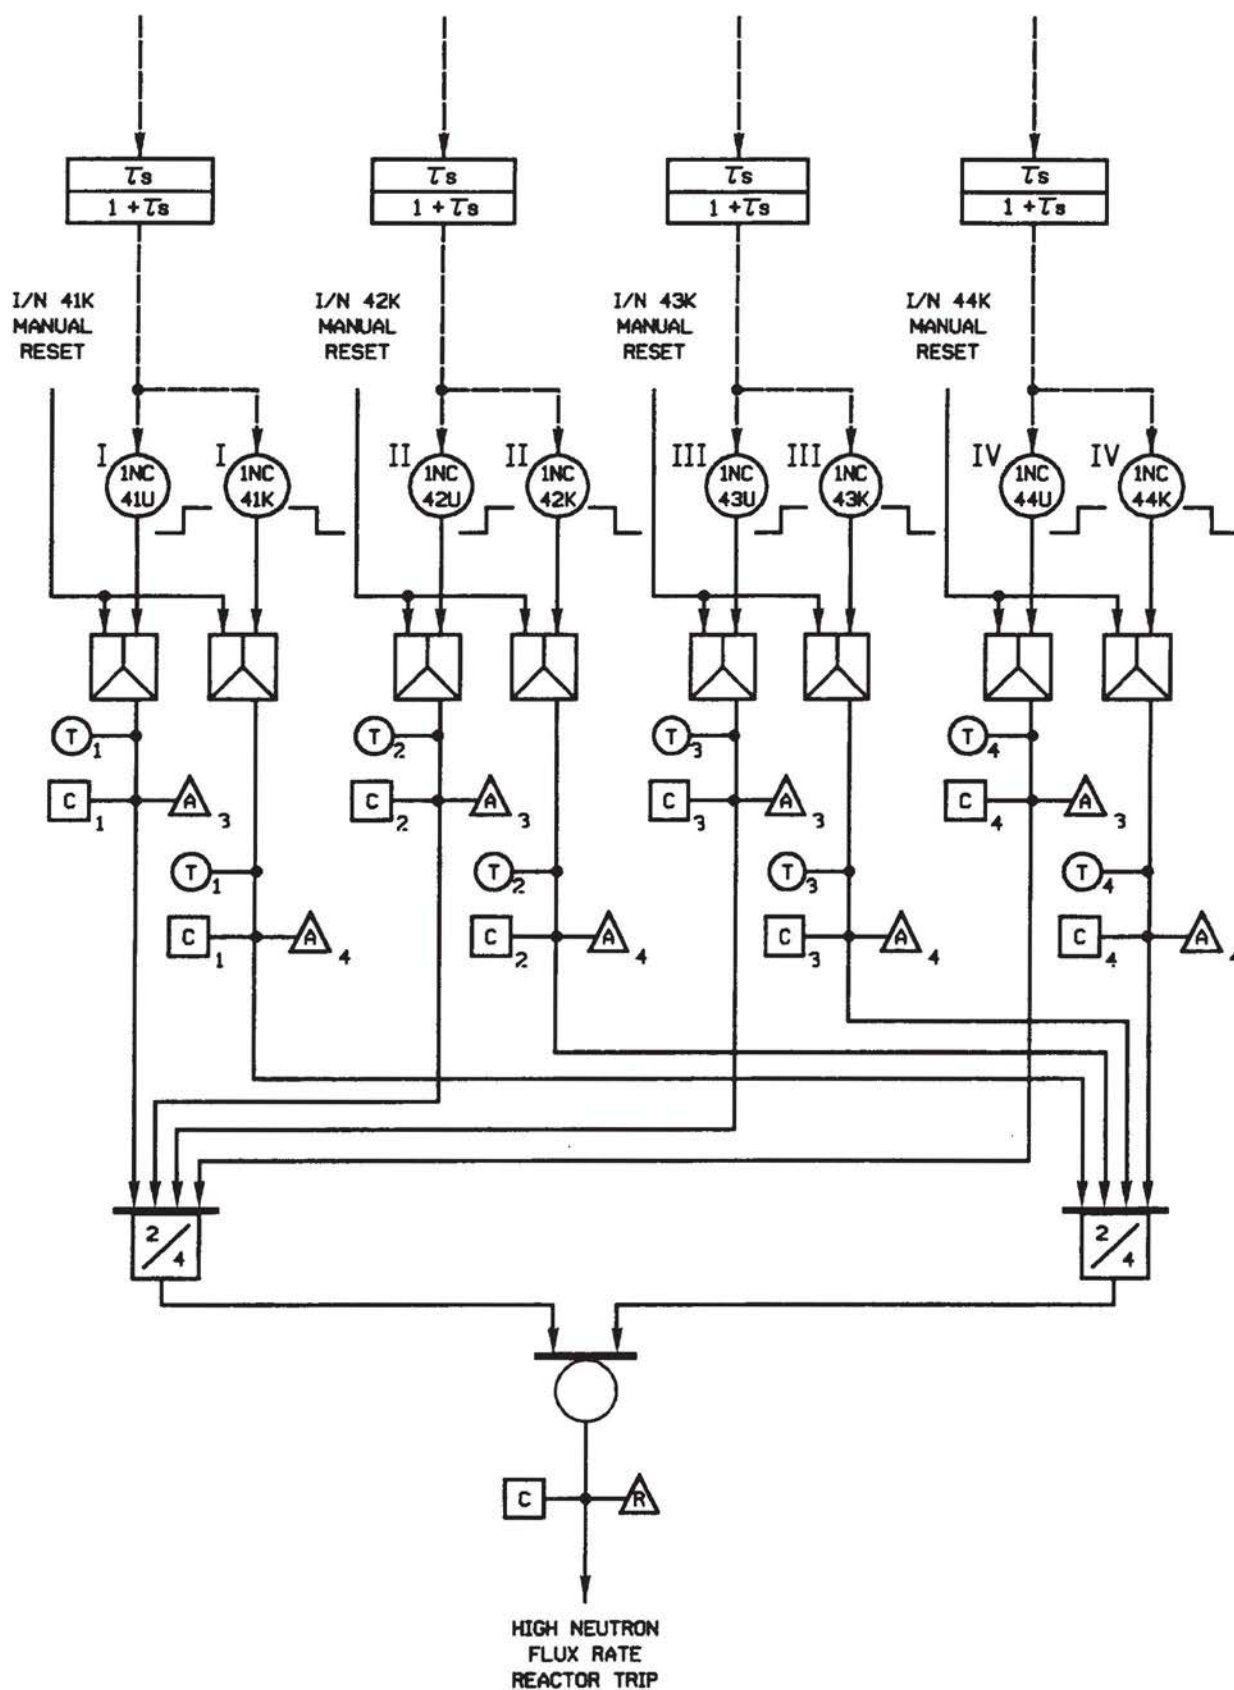 τs
1 + τs
τs
1 + τs
τs
1 + τs
τs
1 + τs
I/N 41K
MANUAL
RESET
I/N 42K
MANUAL
RESET
I/N 43K
MANUAL
RESET
I/N 44K
MANUAL
RESET
I
1NC
41U
I
1NC
41K
II
1NC
42U
II
1NC
42K
III
1NC
43U
III
1NC
43K
IV
1NC
44U
IV
1NC
44K
T 1
T 2
T 3
T 4
C 1
A 3
C 2
A 3
C 3
A 3
C 4
A 3
T 1
T 2
T 3
T 4
C 1
A 4
C 2
A 4
C 3
A 4
C 4
A 4
2/4
2/4
C
R
HIGH NEUTRON
FLUX RATE
REACTOR TRIP